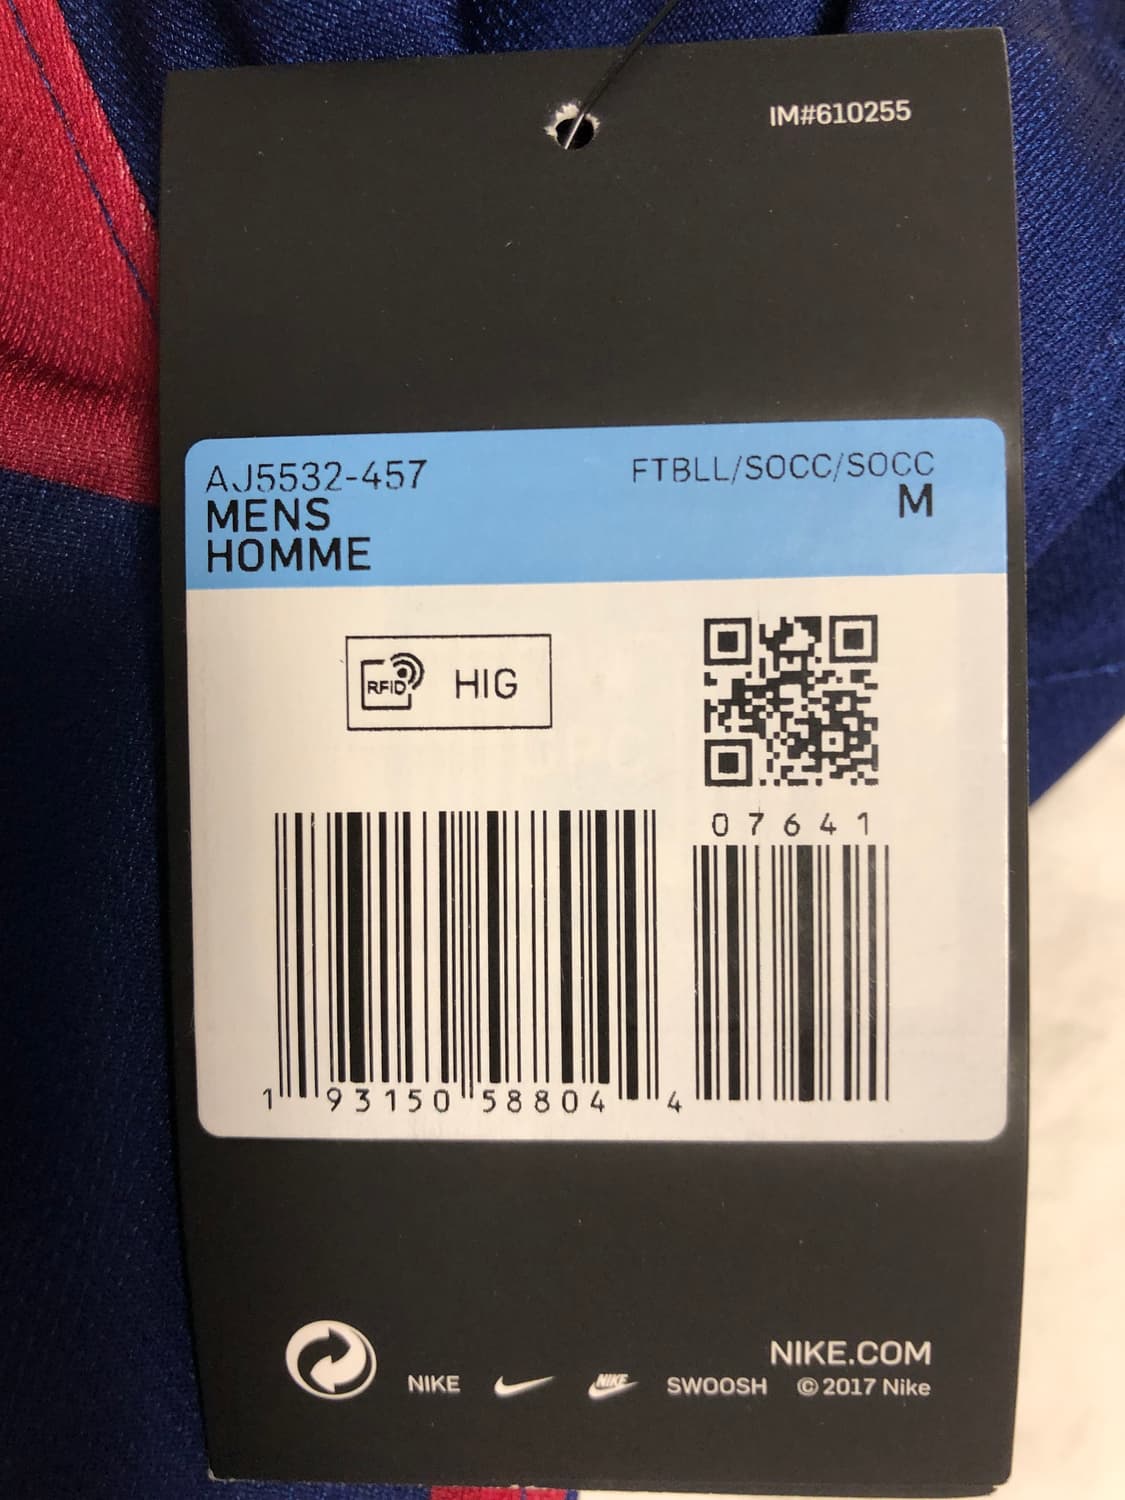 IM#610255
AJ5532-457
FTBLL/SOCC/SOCC
MENS
M
HOMME
RFID HIG
07641
1 93150 58804 4
NIKE.COM
NIKE NIKE SWOOSH © 2017 Nike